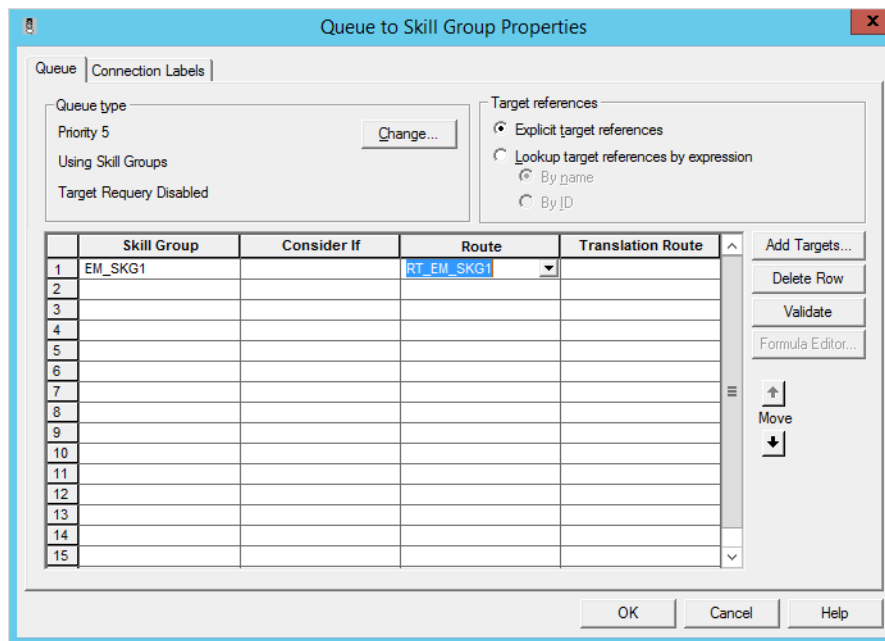 Queue to Skill Group Properties
X
Queue
Connection Labels
Queue type
Priority 5
Change...
Using Skill Groups
Target Requery Disabled
Target references
Explicit target references
Lookup target references by expression
By name
By ID
Skill Group Consider If Route Translation Route
1 EM_SKG1 RT_EM_SKG1
2
3
4
5
6
7
8
9
10
11
12
13
14
15
Add Targets...
Delete Row
Validate
Formula Editor...
Move
OK Cancel Help